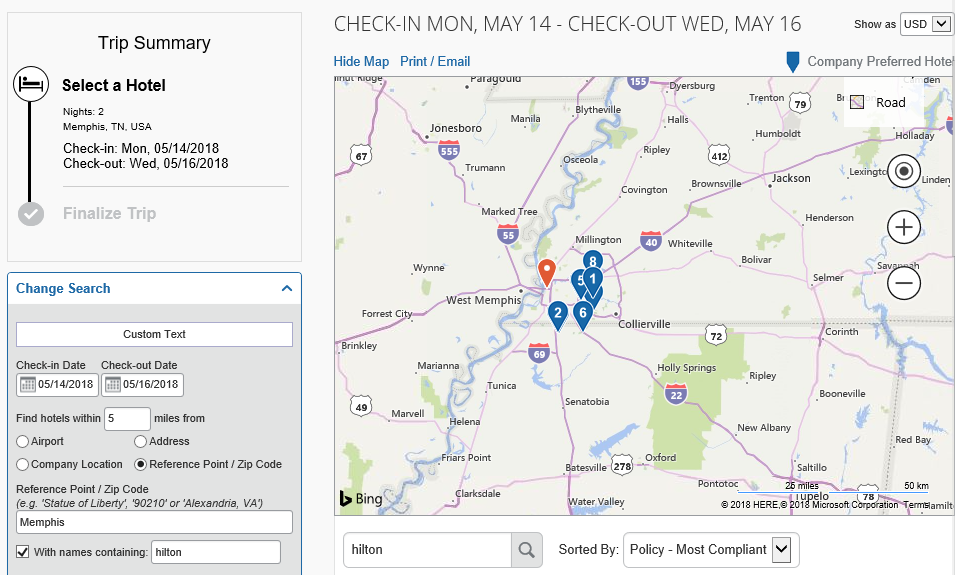 Trip Summary
Select a Hotel
Nights: 2
Memphis, TN, USA
Check-in: Mon, 05/14/2018
Check-out: Wed, 05/16/2018
Finalize Trip
Change Search
Custom Text
Check-in Date Check-out Date
05/14/2018 05/16/2018
Find hotels within 5 miles from
Airport Address
Company Location Reference Point / Zip Code
Reference Point / Zip Code
(e.g. 'Statue of Liberty', '90210' or 'Alexandria, VA')
Memphis
With names containing: hilton
CHECK-IN MON, MAY 14 - CHECK-OUT WED, MAY 16
Show as USD
Hide Map Print / Email
Company Preferred Hote
Paragould
155
Dyersburg
Trenton
79
Road
Blytheville
Manila
Halls
Humboldt
Holladay
Jonesboro
555
67
Trumann
Osceola
Ripley
412
Lexingto
Brownsville
Jackson
Linden
Covington
Marked Tree
Henderson
55
Millington
40
Whiteville
Bolivar
Savannah
Wynne
8
5
1
Selmer
West Memphis
Forrest City
2
6
Collierville
72
Corinth
Brinkley
69
Marianna
Holly Springs
Ripley
Tunica
22
Booneville
49
Marvell
Senatobia
Helena
New Albany
Red Bay
Friars Point
Batesville
278
Oxford
Saltillo
Clarksdale
Pontotoc
25 miles
50 km
Bing
Water Valley
Tupelo
78
Hamilt
© 2018 HERE,© 2018 Microsoft Corporation Terms
hilton
Sorted By: Policy - Most Compliant